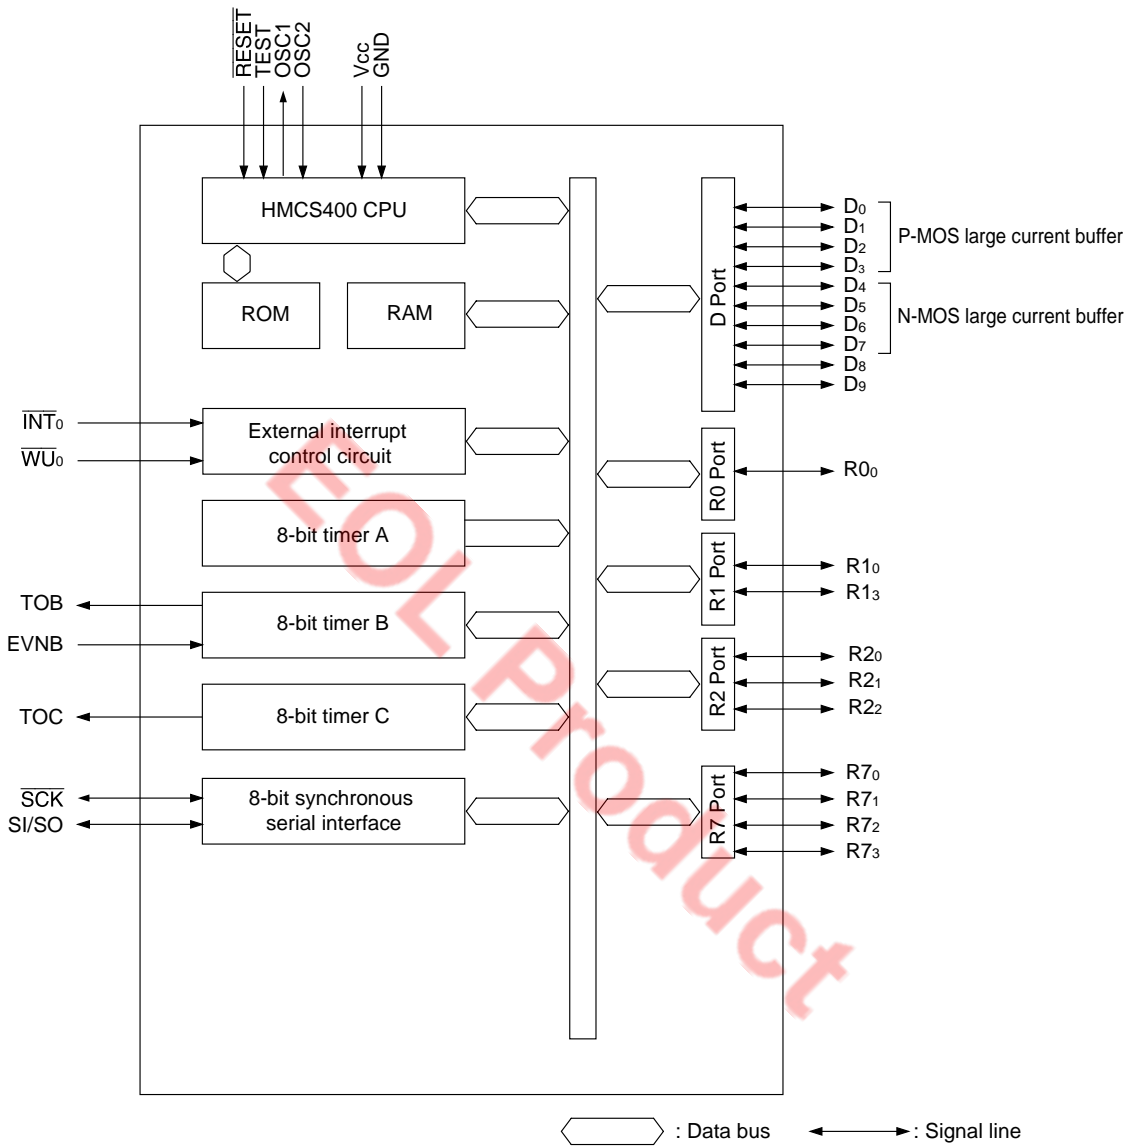 RESET
TEST
OSC1
OSC2
Vcc
GND
HMCS400 CPU
ROM
RAM
External interrupt
control circuit
8-bit timer A
8-bit timer B
8-bit timer C
8-bit synchronous
serial interface
INT0
WU0
TOB
EVNB
TOC
SCK
SI/SO
D Port
D0
D1
D2
D3
D4
D5
D6
D7
D8
D9
P-MOS large current buffer
N-MOS large current buffer
R0 Port
R00
R1 Port
R10
R13
R2 Port
R20
R21
R22
R7 Port
R70
R71
R72
R73
EOL Product
: Data bus
: Signal line